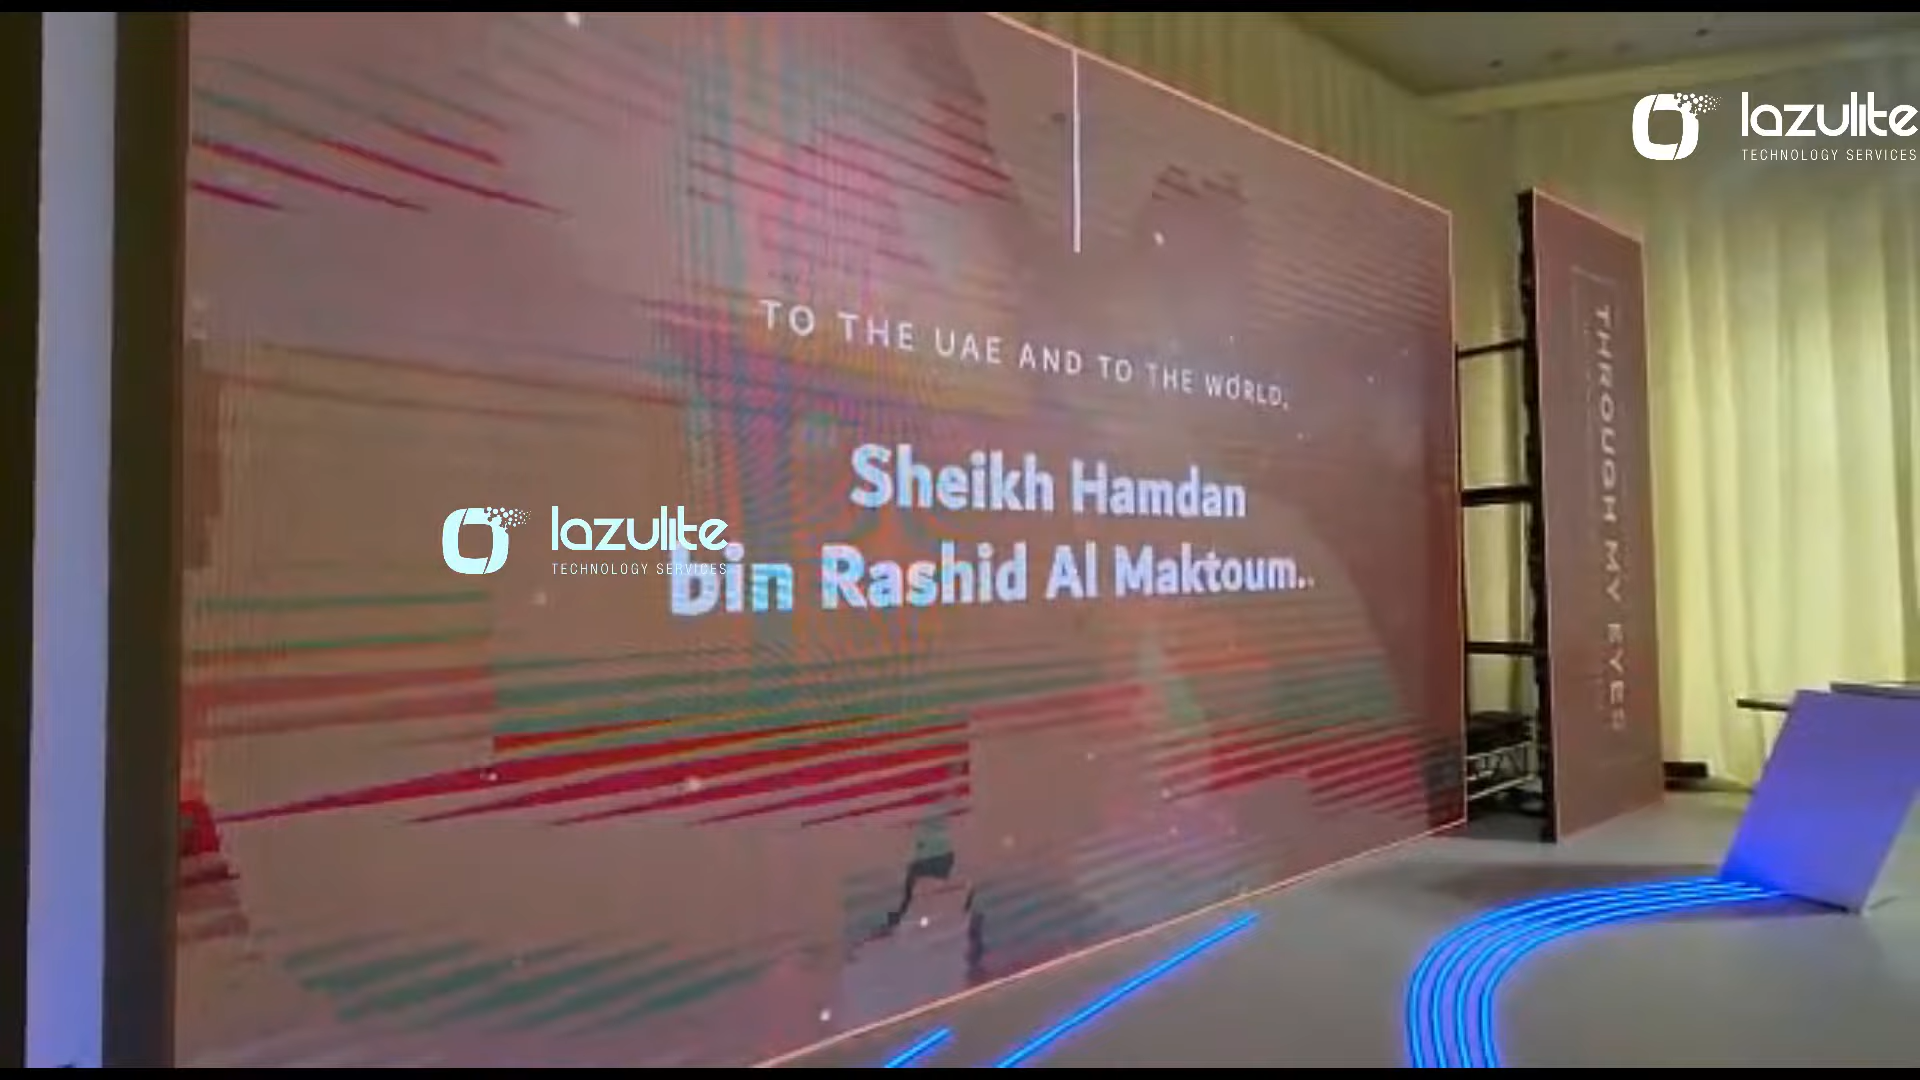 lazulite
TECHNOLOGY SERVICES
TO THE UAE AND TO THE WORLD.
Sheikh Hamdan
bin Rashid Al Maktoum..
lazulite
TECHNOLOGY SERVICES
THROUGH MY EYES